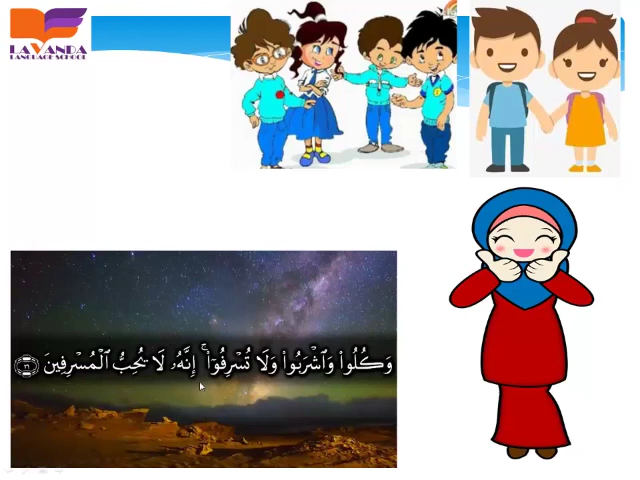 LAVANDA
LANGUAGE SCHOOL
وَكُلُوا۟ وَٱشْرَبُوا۟ وَلَا تُسْرِفُوٓا۟ ۚ إِنَّهُۥ لَا يُحِبُّ ٱلْمُسْرِفِينَ